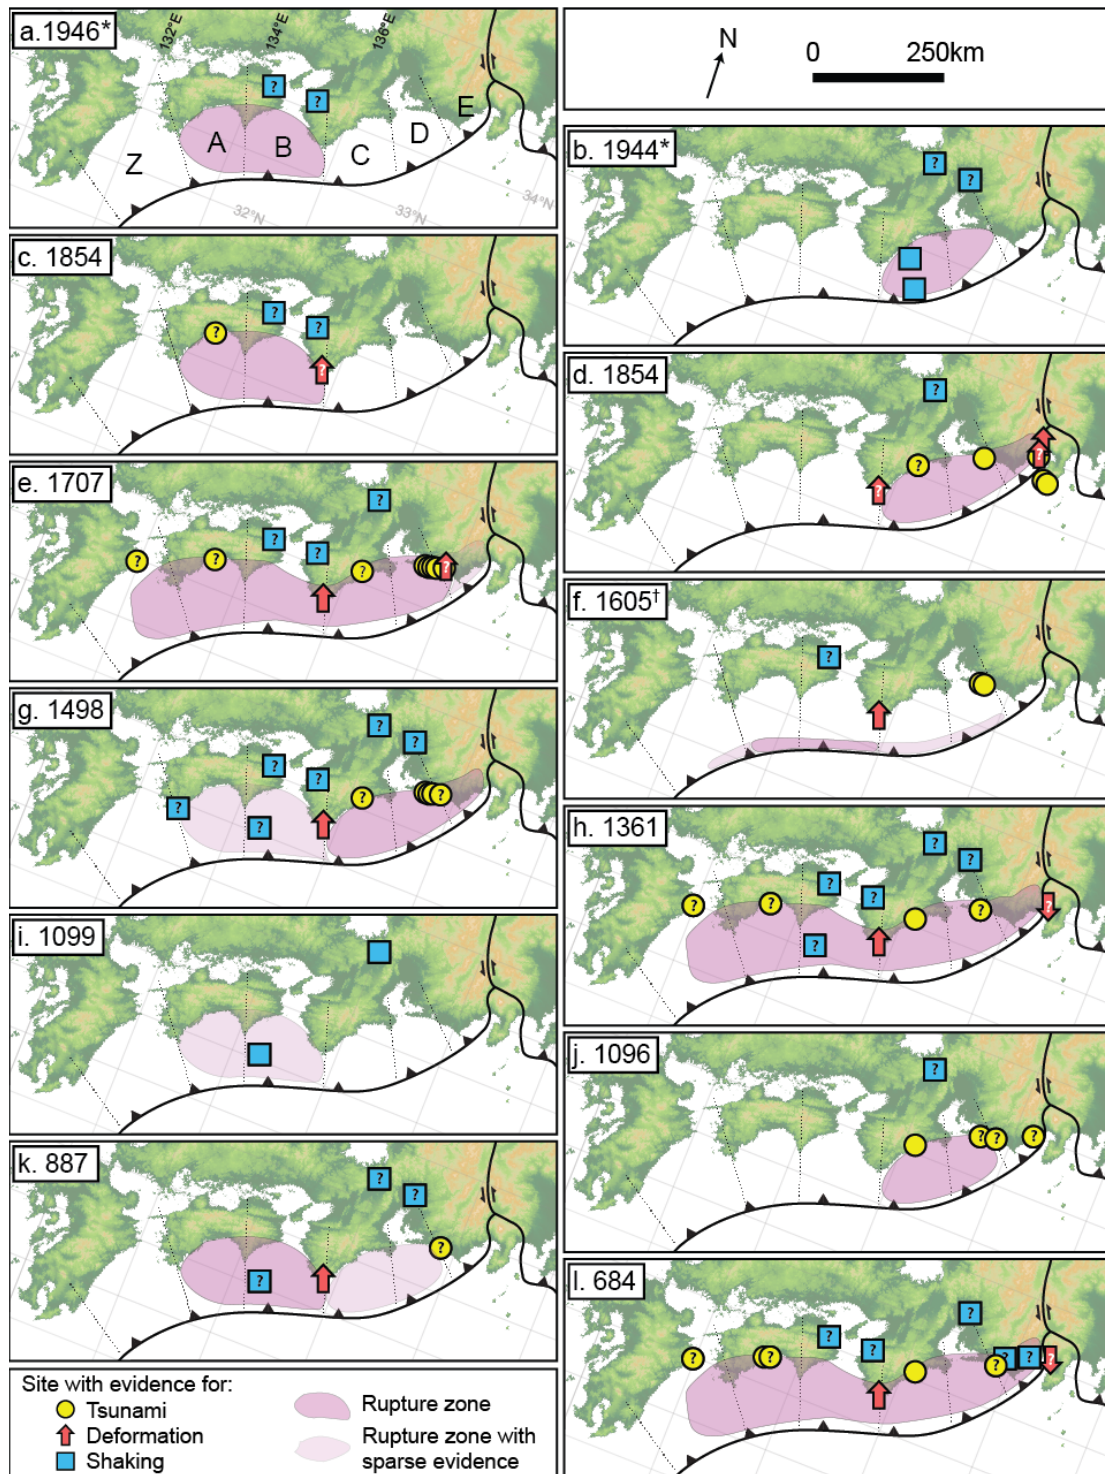 a.1946*
132°E
134°E
136°E
A
B
C
D
E
Z
32°N
33°N
34°N
?
?
N
0 250km
b. 1944*
?
?
c. 1854
?
?
?
?
d. 1854
?
?
?
?
e. 1707
?
?
?
?
?
?
?
f. 1605†
?
g. 1498
?
?
?
?
?
?
?
h. 1361
?
?
?
?
?
?
?
?
?
i. 1099
j. 1096
?
?
?
?
k. 887
?
?
?
?
l. 684
?
?
?
?
?
?
?
Site with evidence for:
Tsunami
Deformation
Shaking
Rupture zone
Rupture zone with
sparse evidence